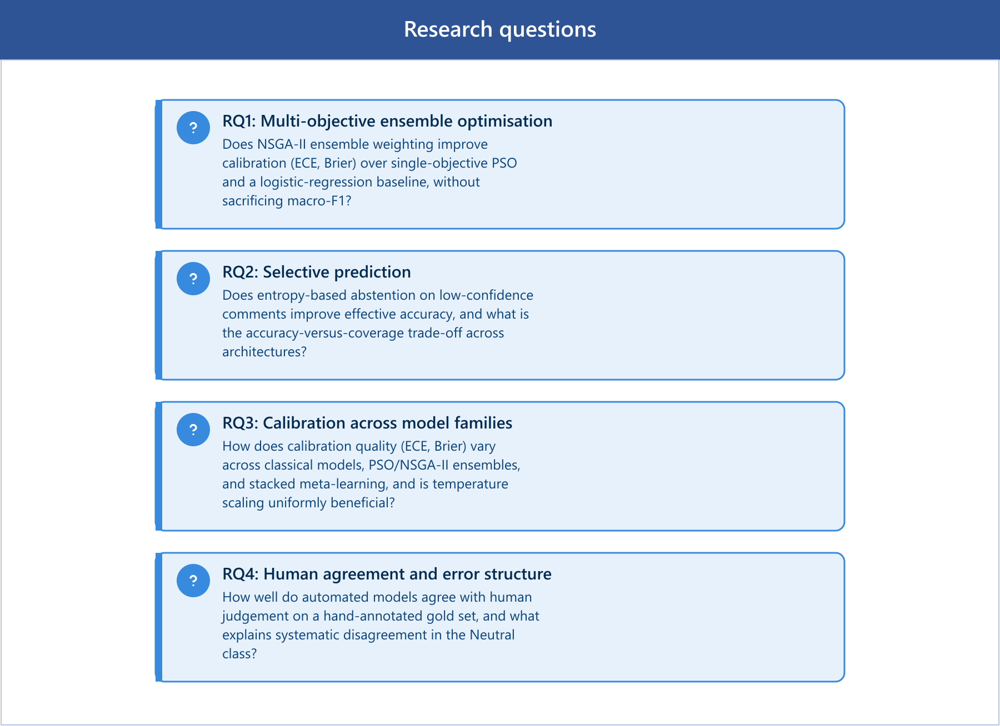 Research questions
?
RQ1: Multi-objective ensemble optimisation
Does NSGA-II ensemble weighting improve
calibration (ECE, Brier) over single-objective PSO
and a logistic-regression baseline, without
sacrificing macro-F1?
?
RQ2: Selective prediction
Does entropy-based abstention on low-confidence
comments improve effective accuracy, and what is
the accuracy-versus-coverage trade-off across
architectures?
?
RQ3: Calibration across model families
How does calibration quality (ECE, Brier) vary
across classical models, PSO/NSGA-II ensembles,
and stacked meta-learning, and is temperature
scaling uniformly beneficial?
?
RQ4: Human agreement and error structure
How well do automated models agree with human
judgement on a hand-annotated gold set, and what
explains systematic disagreement in the Neutral
class?